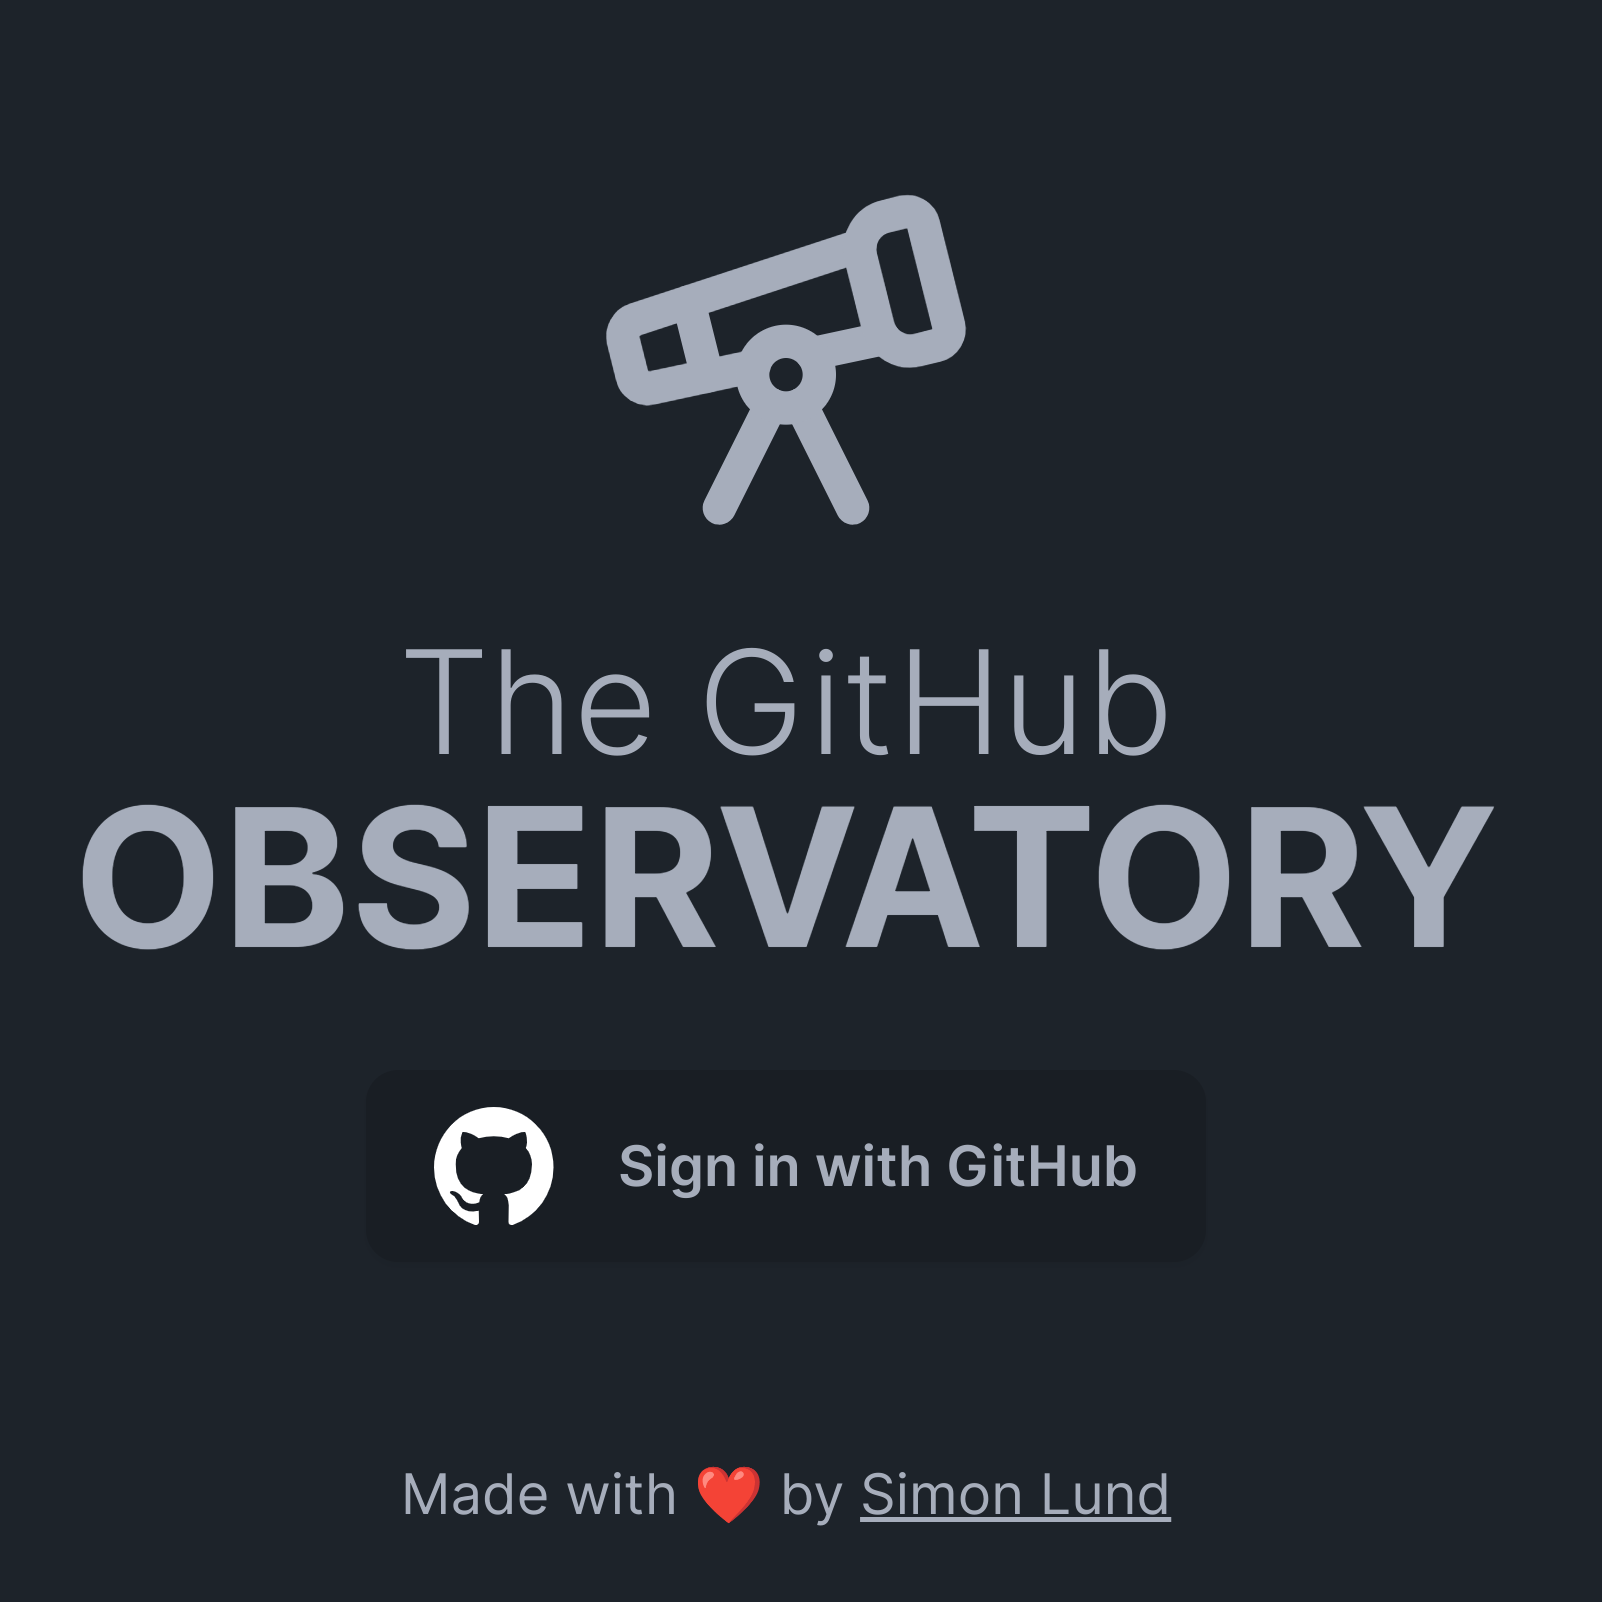 The GitHub
OBSERVATORY
Sign in with GitHub
Made with ❤️ by Simon Lund